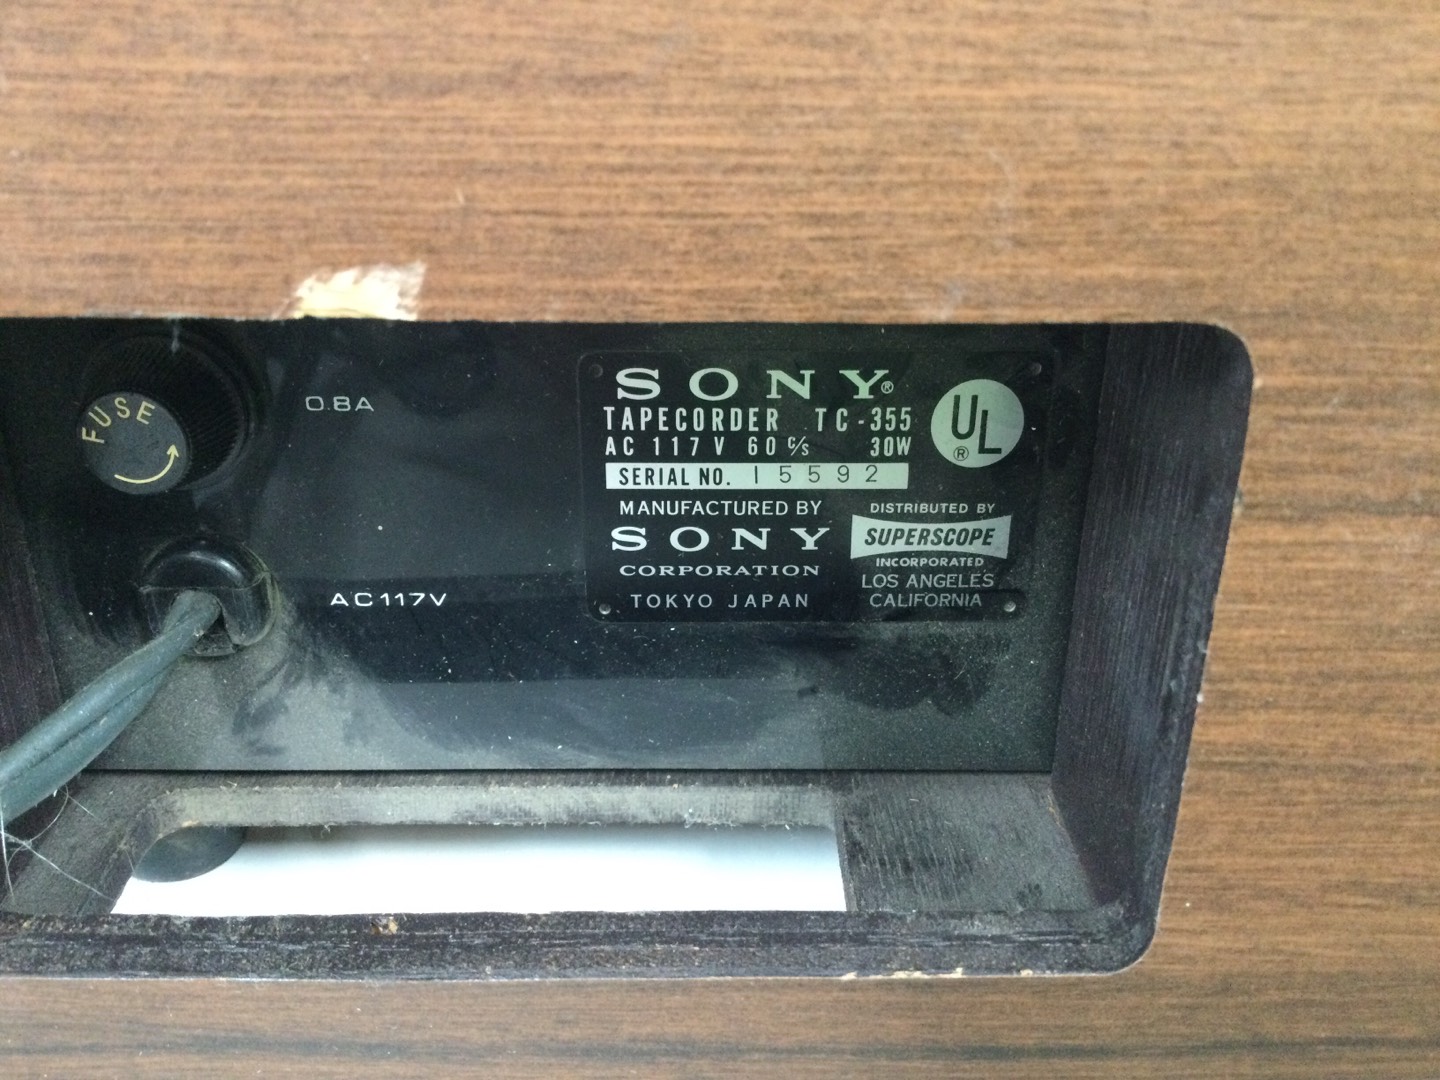 FUSE
0.8A
AC117V
SONY®
TAPECORDER TC-355
AC 117 V 60 c/s 30W
SERIAL NO. 15592
UL®
MANUFACTURED BY
SONY
CORPORATION
TOKYO JAPAN
DISTRIBUTED BY
SUPERSCOPE
INCORPORATED
LOS ANGELES
CALIFORNIA